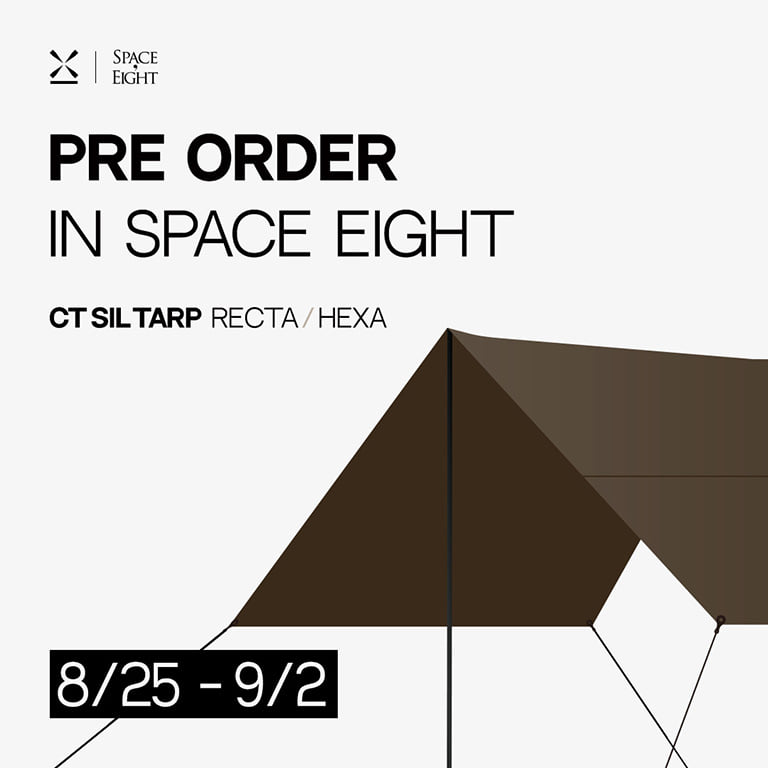 SPACE
EIGHT
PRE ORDER
IN SPACE EIGHT
CT SIL TARP RECTA / HEXA
8/25 - 9/2